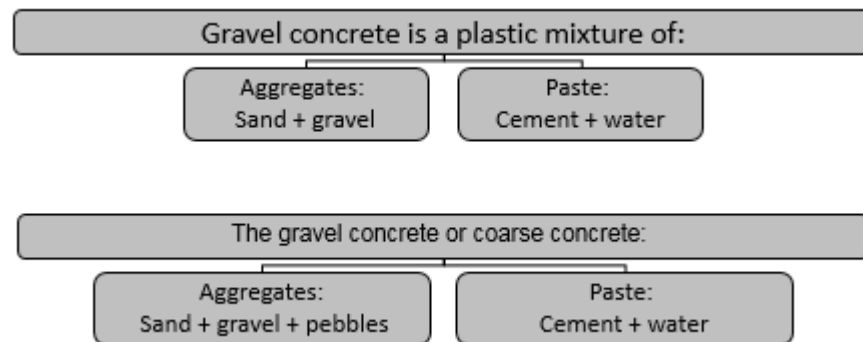 Gravel concrete is a plastic mixture of:
Aggregates:
Sand + gravel
Paste:
Cement + water
The gravel concrete or coarse concrete:
Aggregates:
Sand + gravel + pebbles
Paste:
Cement + water